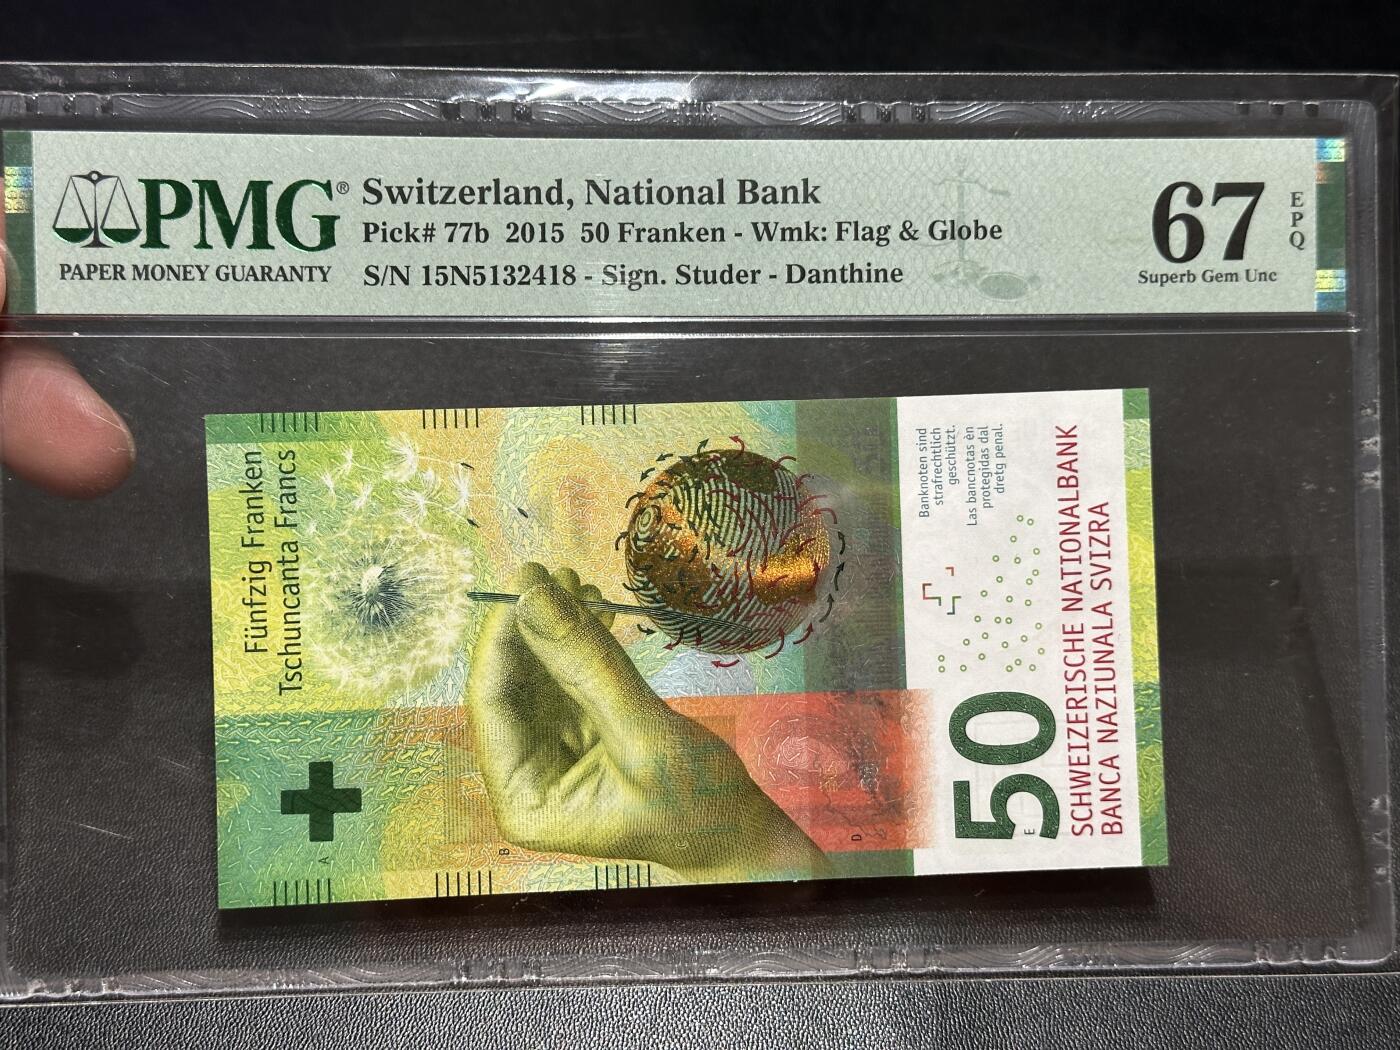 PMG®
PAPER MONEY GUARANTY
Switzerland, National Bank
Pick# 77b 2015 50 Franken - Wmk: Flag & Globe
S/N 15N5132418 - Sign. Studer - Danthine
67
EPQ
Superb Gem Unc
Fünfzig Franken
Tschuncanta Francs
Banknoten sind
strafrechtlich
geschützt.
Las bancnotas èn
protegidas dal
dretg penal.
50
SCHWEIZERISCHE NATIONALBANK
BANCA NAZIUNALA SVIZRA
A
B
D
E